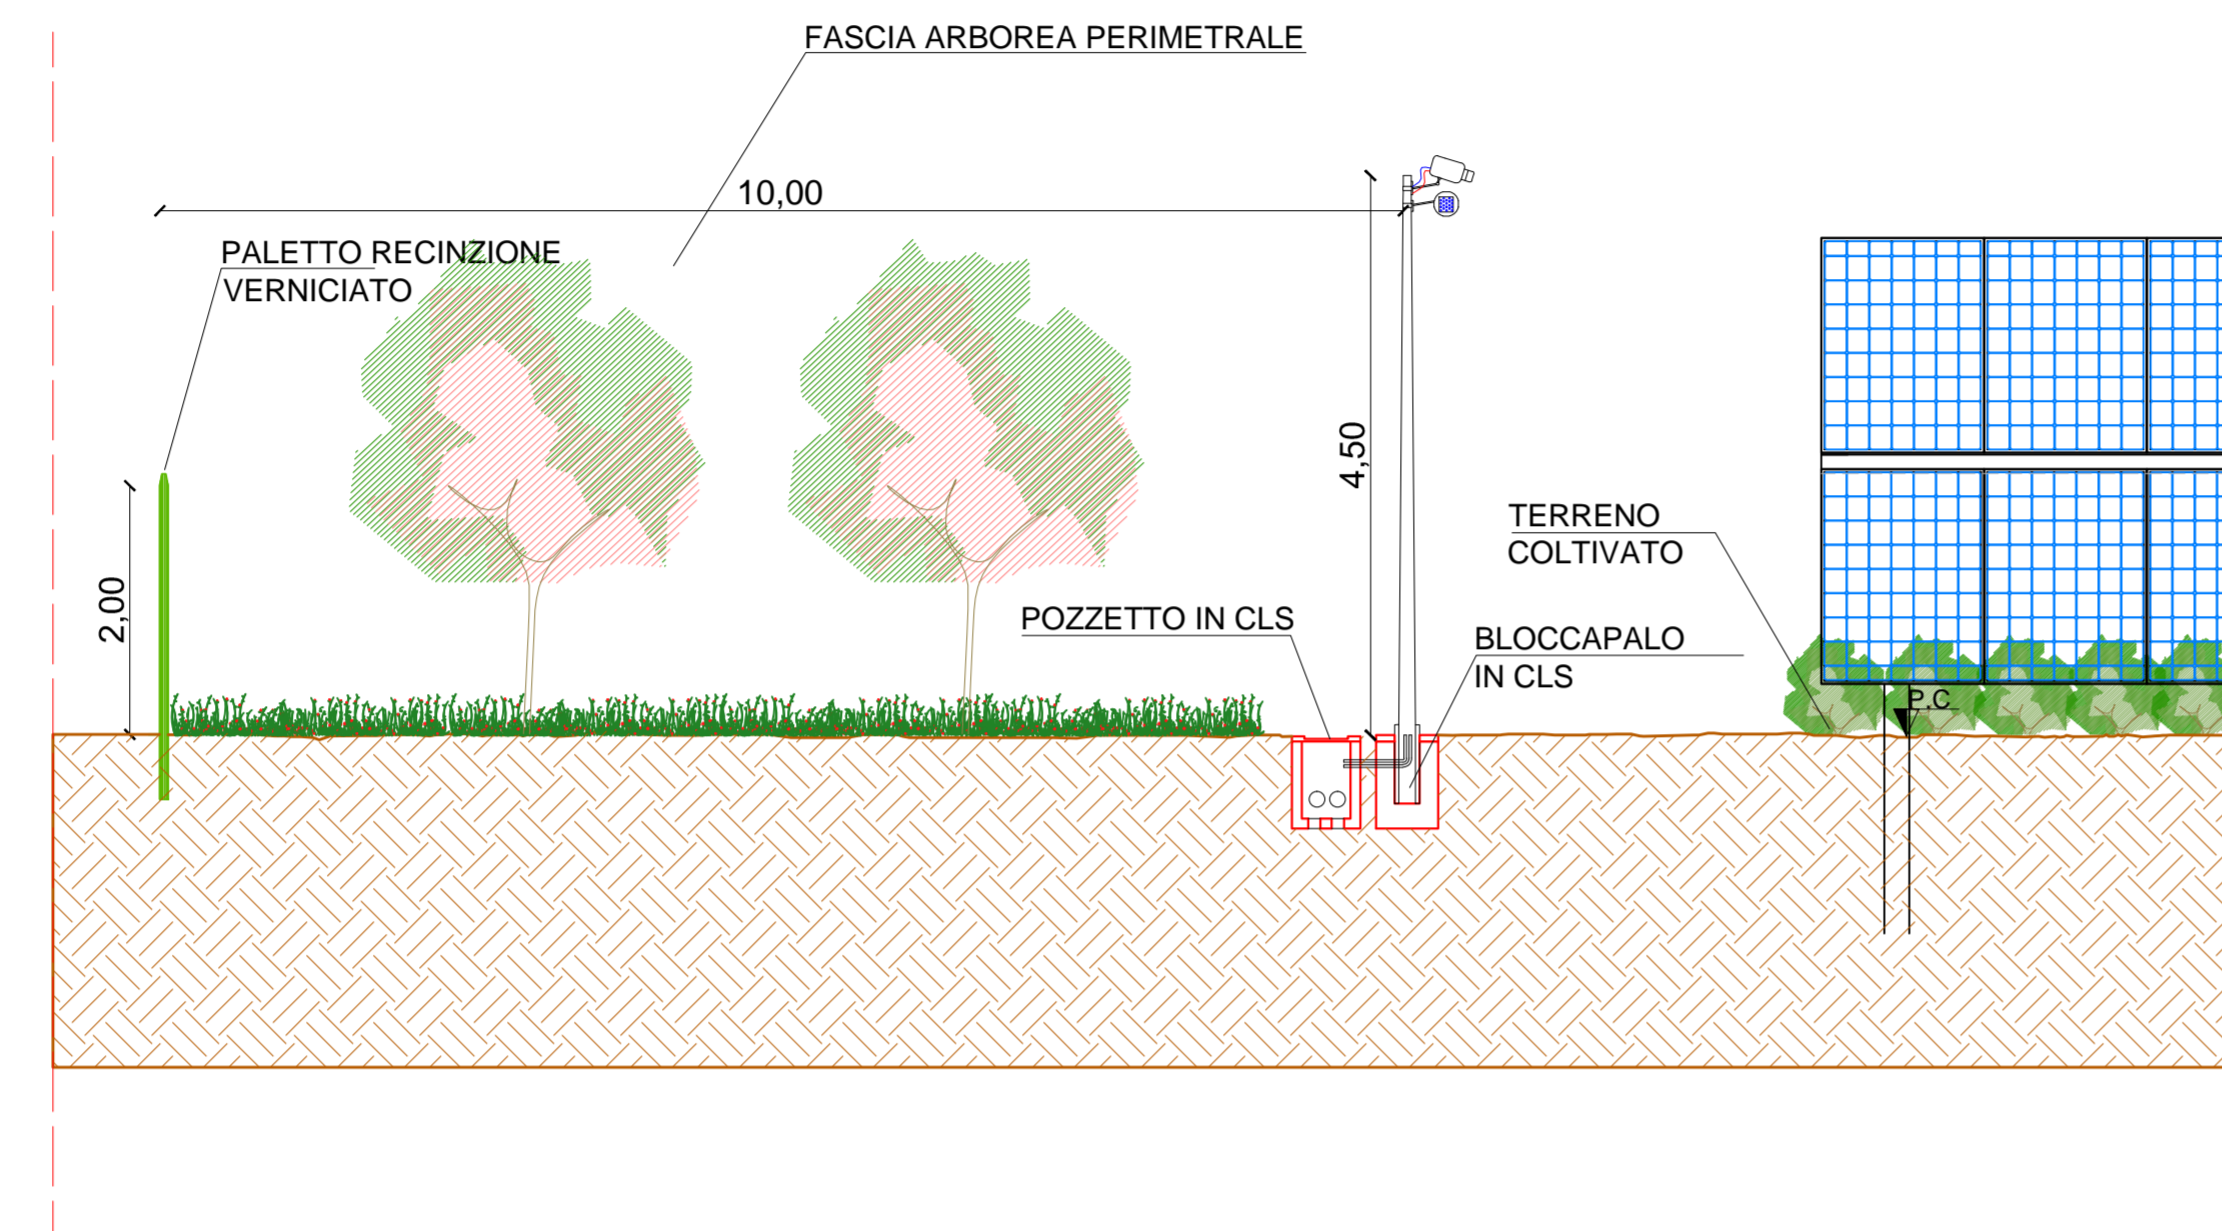 FASCIA ARBOREA PERIMETRALE
10,00
PALETTO RECINZIONE
VERNICIATO
4,50
TERRENO
COLTIVATO
2,00
POZZETTO IN CLS
BLOCCAPALO
IN CLS
P.C